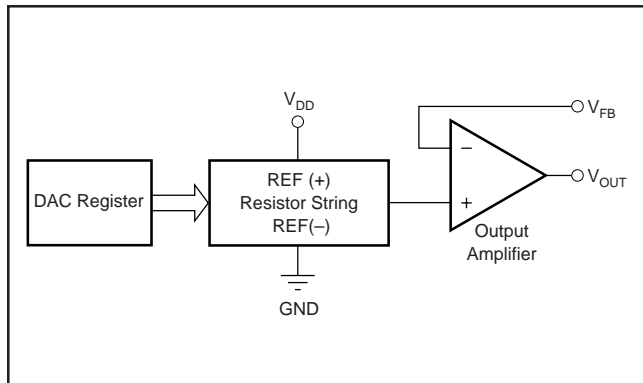 V_DD
V_FB
DAC Register
REF (+)
Resistor String
REF(–)
−
+
V_OUT
Output
Amplifier
GND